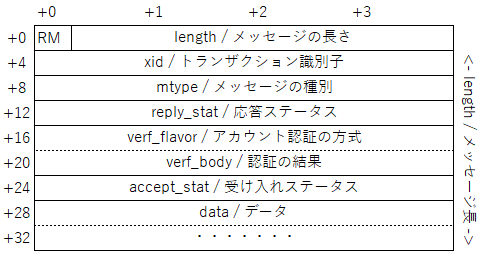 +0 +1 +2 +3
+0 RM length / メッセージの長さ
+4 xid / トランザクション識別子
+8 mtype / メッセージの種別
+12 reply_stat / 応答ステータス
+16 verf_flavor / アカウント認証の方式
+20 verf_body / 認証の結果
+24 accept_stat / 受け入れステータス
+28 data / データ
+32 ・・・・・・・
<- length / メッセージ長 ->